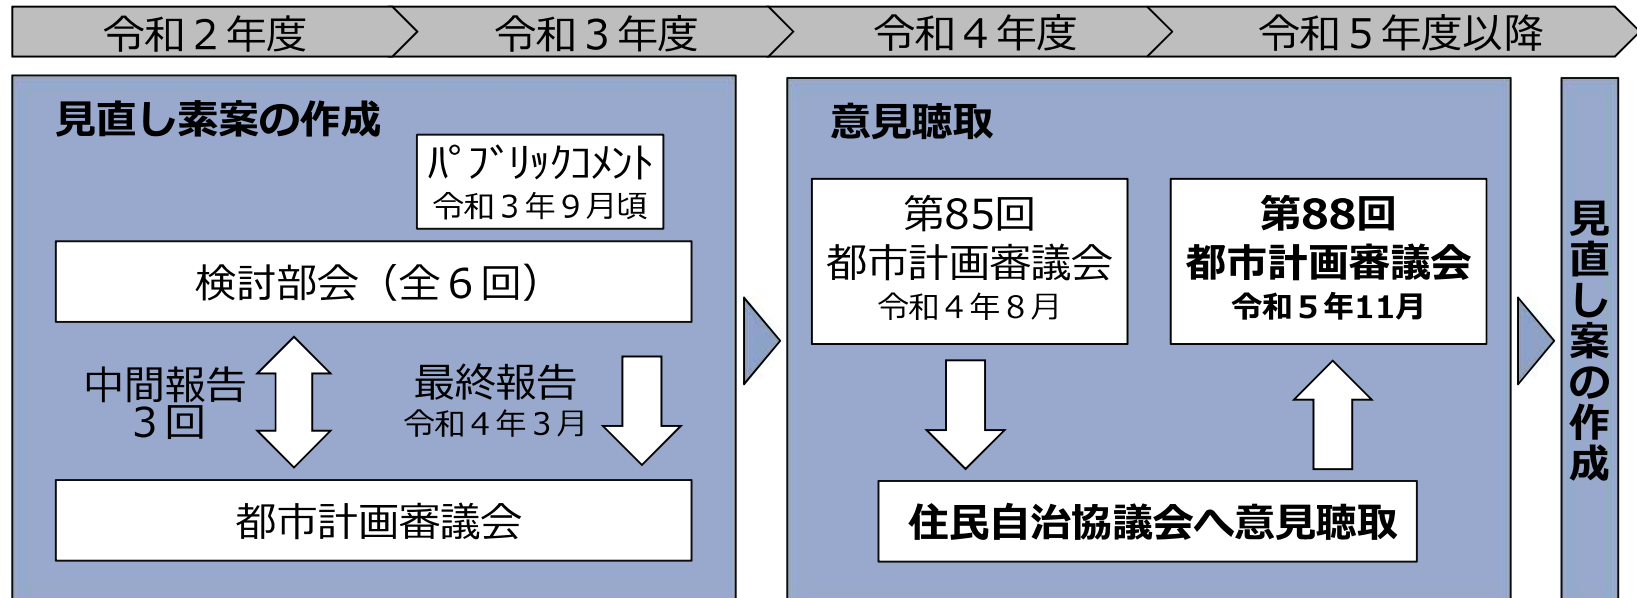 令和２年度
令和３年度
令和４年度
令和５年度以降
見直し素案の作成
ﾊﾟﾌﾞﾘｯｸｺﾒﾝﾄ
令和３年９月頃
検討部会（全６回）
中間報告
３回
最終報告
令和４年３月
都市計画審議会
意見聴取
第85回
都市計画審議会
令和４年８月
第88回
都市計画審議会
令和５年11月
住民自治協議会へ意見聴取
見直し案の作成